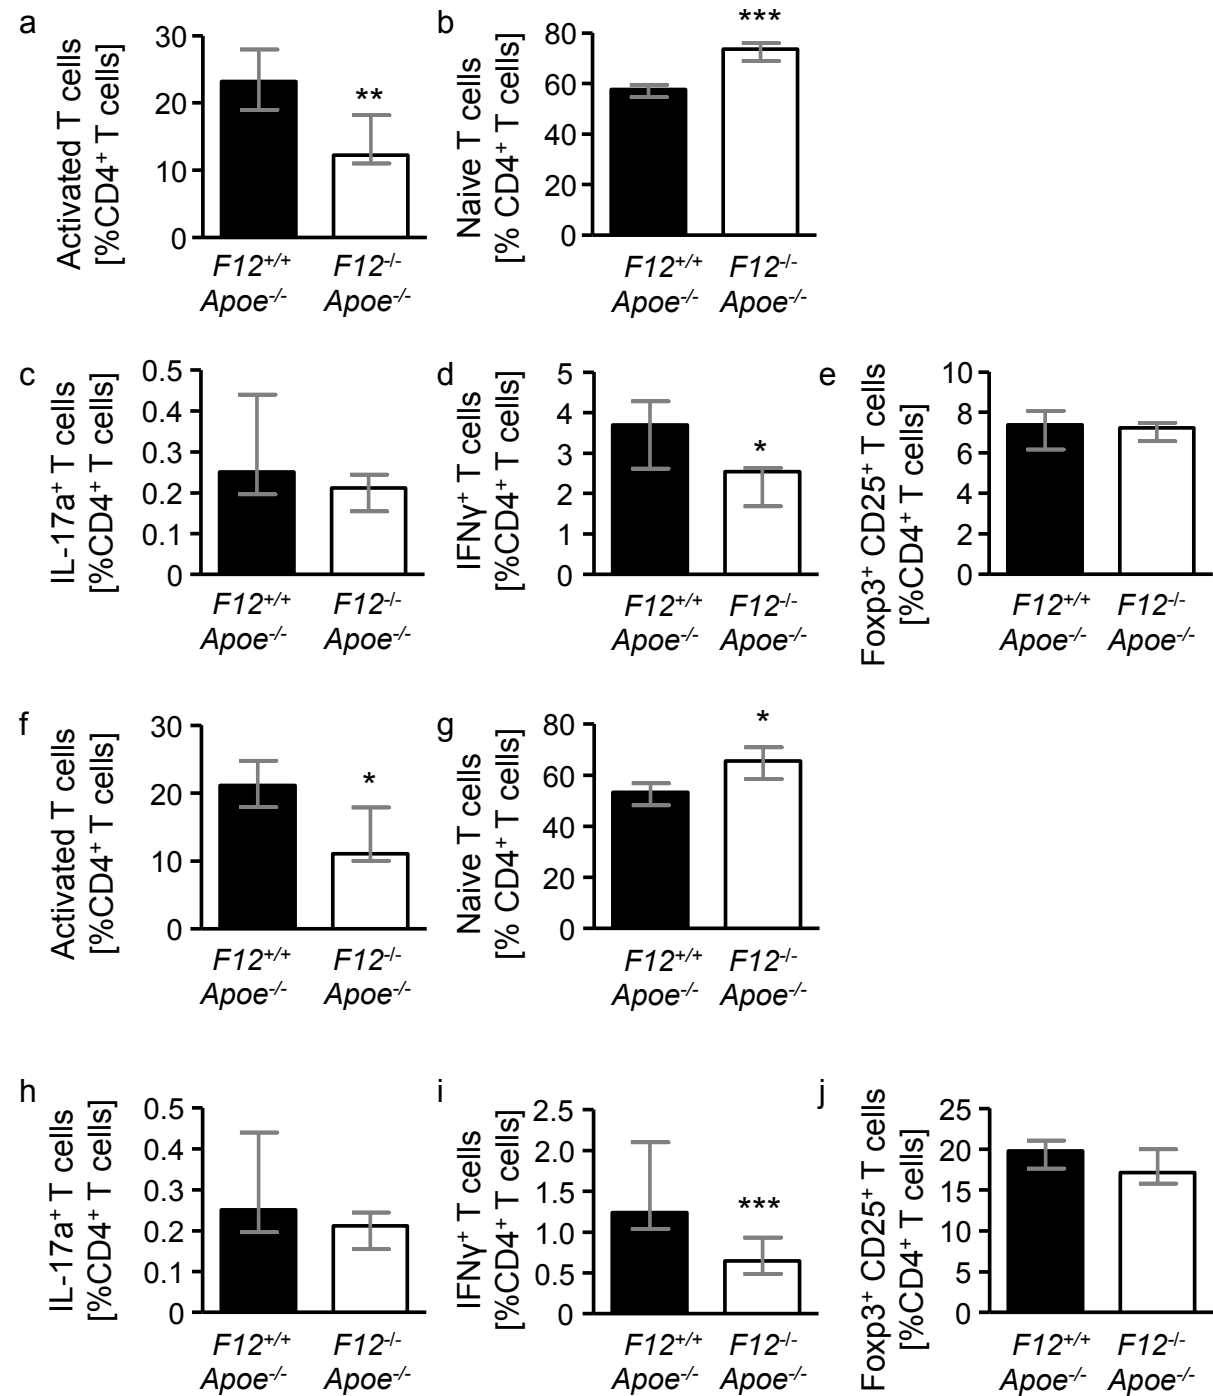 a
Activated T cells
[%CD4⁺ T cells]
30
20
10
0
**
F12⁺/⁺ F12⁻/⁻
Apoe⁻/⁻ Apoe⁻/⁻
b
Naive T cells
[% CD4⁺ T cells]
80
60
40
20
0
***
F12⁺/⁺ F12⁻/⁻
Apoe⁻/⁻ Apoe⁻/⁻
c
IL-17a⁺ T cells
[%CD4⁺ T cells]
0.5
0.4
0.3
0.2
0.1
0
F12⁺/⁺ F12⁻/⁻
Apoe⁻/⁻ Apoe⁻/⁻
d
IFNγ⁺ T cells
[%CD4⁺ T cells]
5
4
3
2
1
0
*
F12⁺/⁺ F12⁻/⁻
Apoe⁻/⁻ Apoe⁻/⁻
e
Foxp3⁺ CD25⁺ T cells
[%CD4⁺ T cells]
10
8
6
4
2
0
F12⁺/⁺ F12⁻/⁻
Apoe⁻/⁻ Apoe⁻/⁻
f
Activated T cells
[%CD4⁺ T cells]
30
20
10
0
*
F12⁺/⁺ F12⁻/⁻
Apoe⁻/⁻ Apoe⁻/⁻
g
Naive T cells
[% CD4⁺ T cells]
80
60
40
20
0
*
F12⁺/⁺ F12⁻/⁻
Apoe⁻/⁻ Apoe⁻/⁻
h
IL-17a⁺ T cells
[%CD4⁺ T cells]
0.5
0.4
0.3
0.2
0.1
0
F12⁺/⁺ F12⁻/⁻
Apoe⁻/⁻ Apoe⁻/⁻
i
IFNγ⁺ T cells
[%CD4⁺ T cells]
2.5
2.0
1.5
1.0
0.5
0
***
F12⁺/⁺ F12⁻/⁻
Apoe⁻/⁻ Apoe⁻/⁻
j
Foxp3⁺ CD25⁺ T cells
[%CD4⁺ T cells]
25
20
15
10
5
0
F12⁺/⁺ F12⁻/⁻
Apoe⁻/⁻ Apoe⁻/⁻